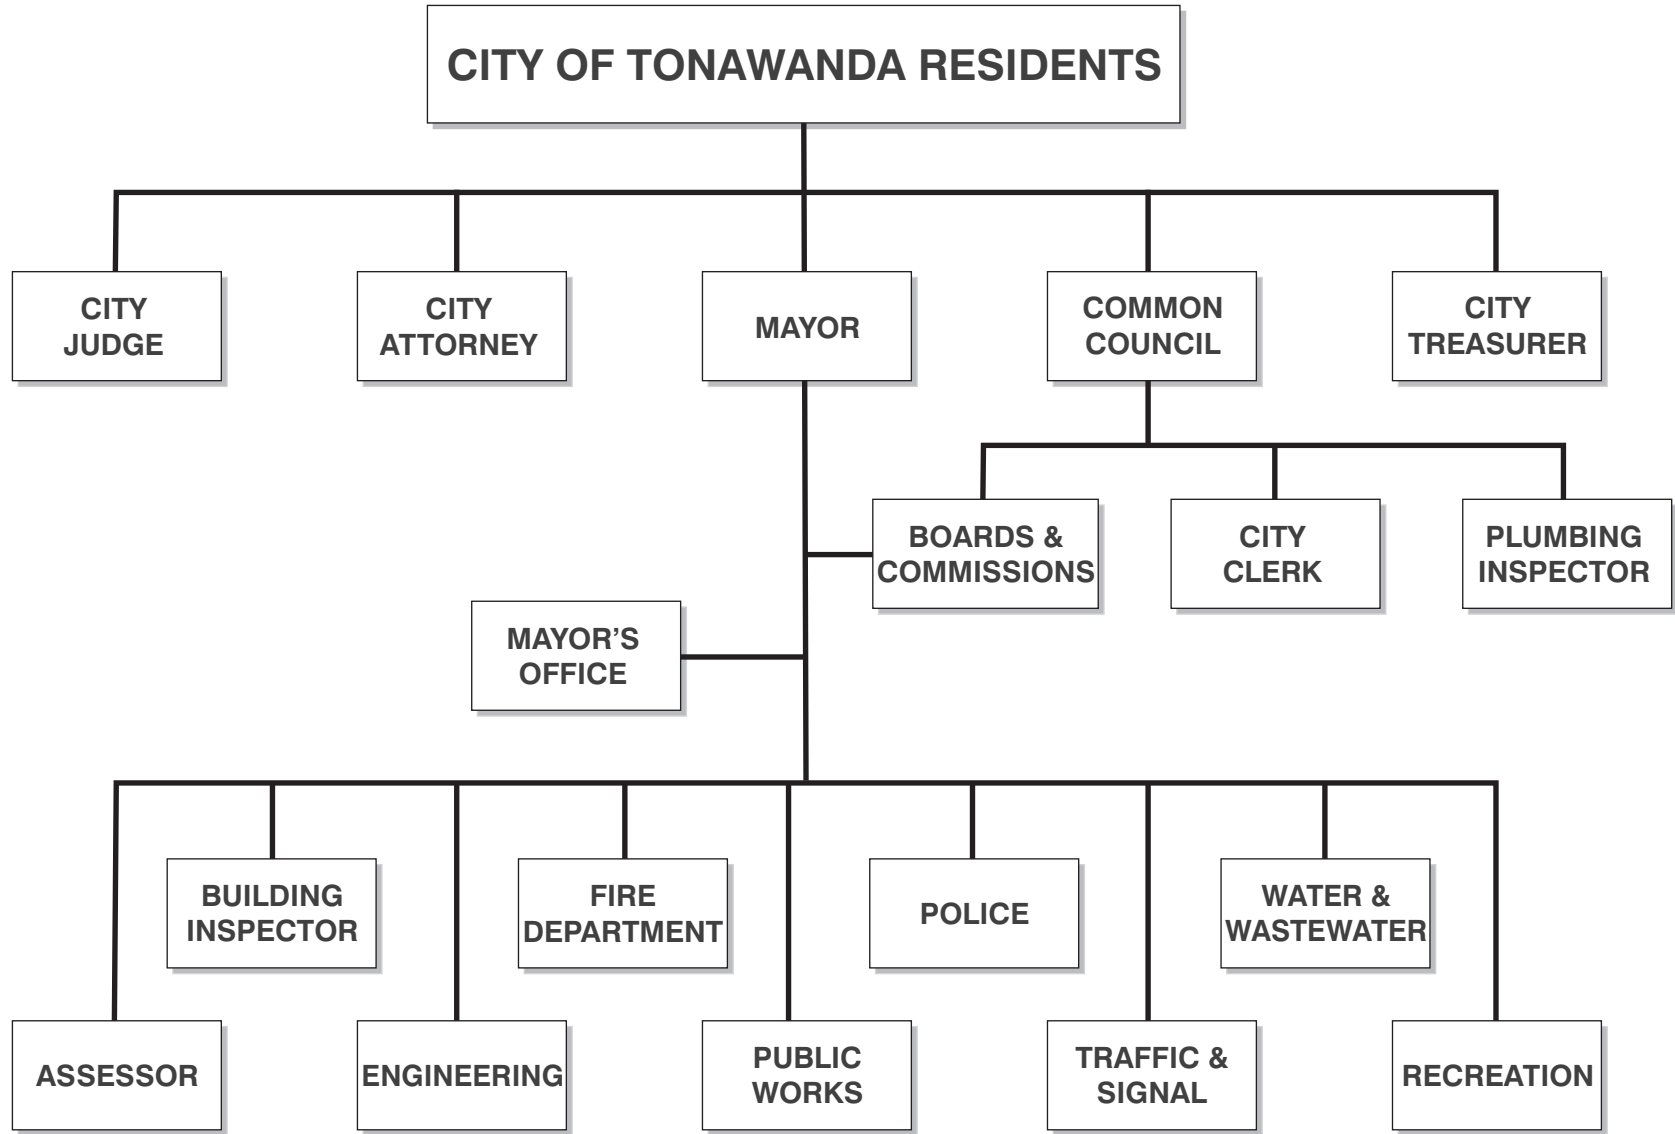 CITY OF TONAWANDA RESIDENTS
CITY
JUDGE
CITY
ATTORNEY
MAYOR
COMMON
COUNCIL
CITY
TREASURER
BOARDS &
COMMISSIONS
CITY
CLERK
PLUMBING
INSPECTOR
MAYOR’S
OFFICE
BUILDING
INSPECTOR
FIRE
DEPARTMENT
POLICE
WATER &
WASTEWATER
ASSESSOR
ENGINEERING
PUBLIC
WORKS
TRAFFIC &
SIGNAL
RECREATION